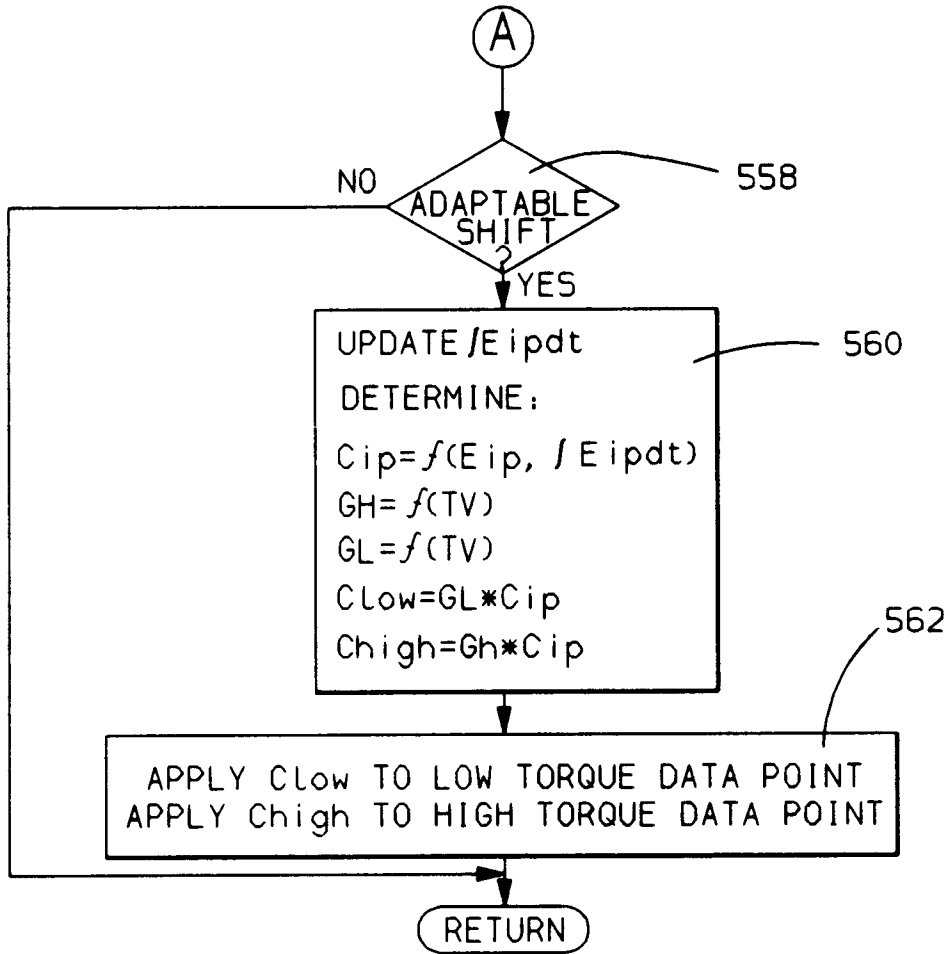 A
NO
558
ADAPTABLE
SHIFT
?
YES
UPDATE ∫Eipdt
560
DETERMINE:
Cip=f(Eip, ∫Eipdt)
GH=f(TV)
GL=f(TV)
Clow=GL*Cip
Chigh=Gh*Cip
562
APPLY Clow TO LOW TORQUE DATA POINT
APPLY Chigh TO HIGH TORQUE DATA POINT
RETURN